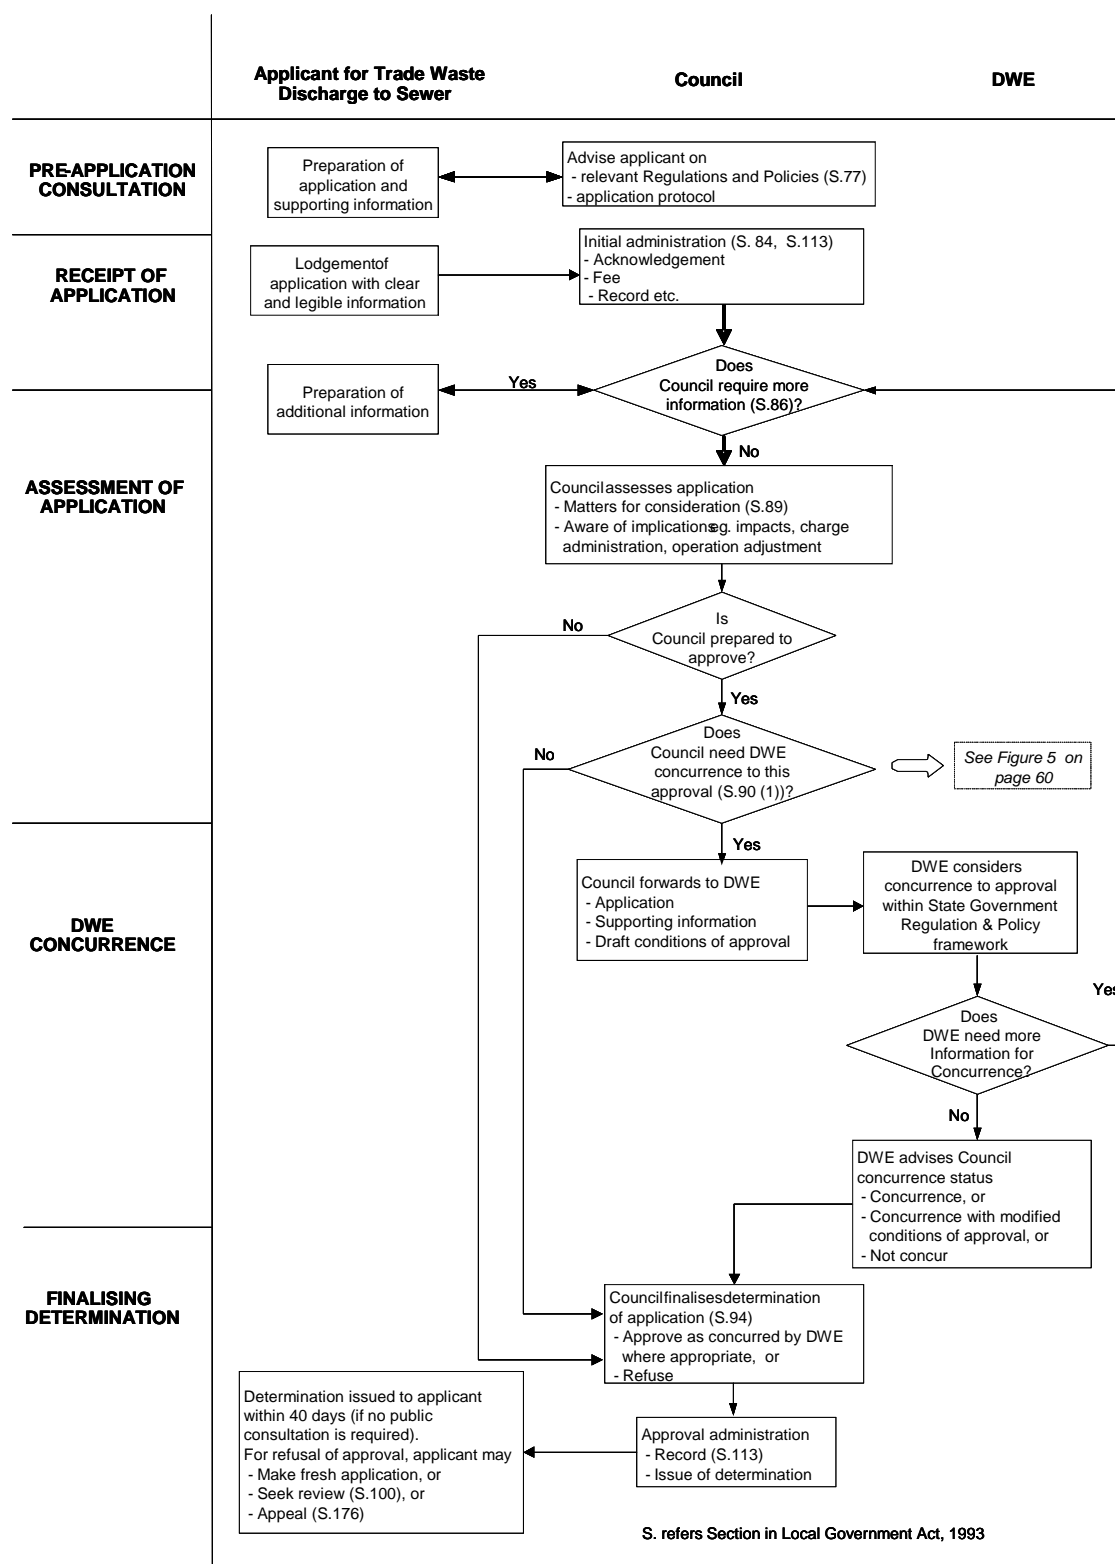 Applicant for Trade Waste
Discharge to Sewer
Council
DWE
PRE-APPLICATION
CONSULTATION
Preparation of
application and
supporting information
Advise applicant on
- relevant Regulations and Policies (S.77)
- application protocol
RECEIPT OF
APPLICATION
Lodgementof
application with clear
and legible information
Initial administration (S. 84, S.113)
- Acknowledgement
- Fee
- Record etc.
Preparation of
additional information
Yes
Does
Council require more
information (S.86)?
No
ASSESSMENT OF
APPLICATION
Councilassesses application
- Matters for consideration (S.89)
- Aware of implicationseg. impacts, charge
administration, operation adjustment
No
Is
Council prepared to
approve?
Yes
No
Does
Council need DWE
concurrence to this
approval (S.90 (1))?
See Figure 5 on
page 60
Yes
DWE
CONCURRENCE
Council forwards to DWE
- Application
- Supporting information
- Draft conditions of approval
DWE considers
concurrence to approval
within State Government
Regulation & Policy
framework
Yes
Does
DWE need more
Information for
Concurrence?
No
DWE advises Council
concurrence status
- Concurrence, or
- Concurrence with modified
conditions of approval, or
- Not concur
FINALISING
DETERMINATION
Councilfinalisesdetermination
of application (S.94)
- Approve as concurred by DWE
where appropriate, or
- Refuse
Determination issued to applicant
within 40 days (if no public
consultation is required).
For refusal of approval, applicant may
- Make fresh application, or
- Seek review (S.100), or
- Appeal (S.176)
Approval administration
- Record (S.113)
- Issue of determination
S. refers Section in Local Government Act, 1993